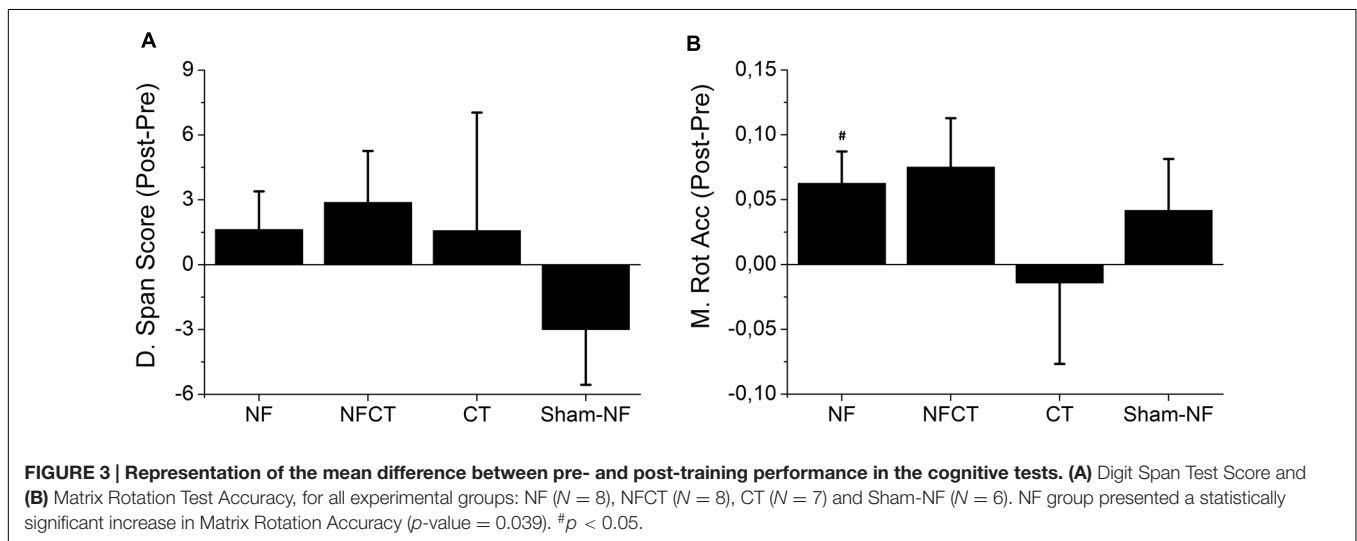 A
D. Span Score (Post-Pre)
9
6
3
0
-3
-6
NF NFCT CT Sham-NF
B
M. Rot Acc (Post-Pre)
0,15
0,10
0,05
0,00
-0,05
-0,10
#
NF NFCT CT Sham-NF
FIGURE 3 | Representation of the mean difference between pre- and post-training performance in the cognitive tests. (A) Digit Span Test Score and
(B) Matrix Rotation Test Accuracy, for all experimental groups: NF (N = 8), NFCT (N = 8), CT (N = 7) and Sham-NF (N = 6). NF group presented a statistically
significant increase in Matrix Rotation Accuracy (p-value = 0.039). #p < 0.05.